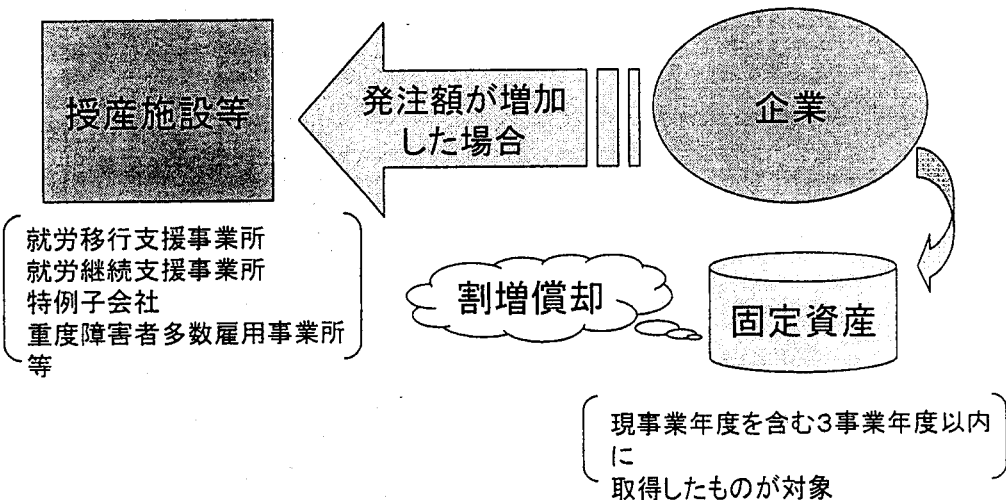 授産施設等
発注額が増加
した場合
企業
就労移行支援事業所
就労継続支援事業所
特例子会社
重度障害者多数雇用事業所
等
割増償却
固定資産
現事業年度を含む3事業年度以内
に
取得したものが対象